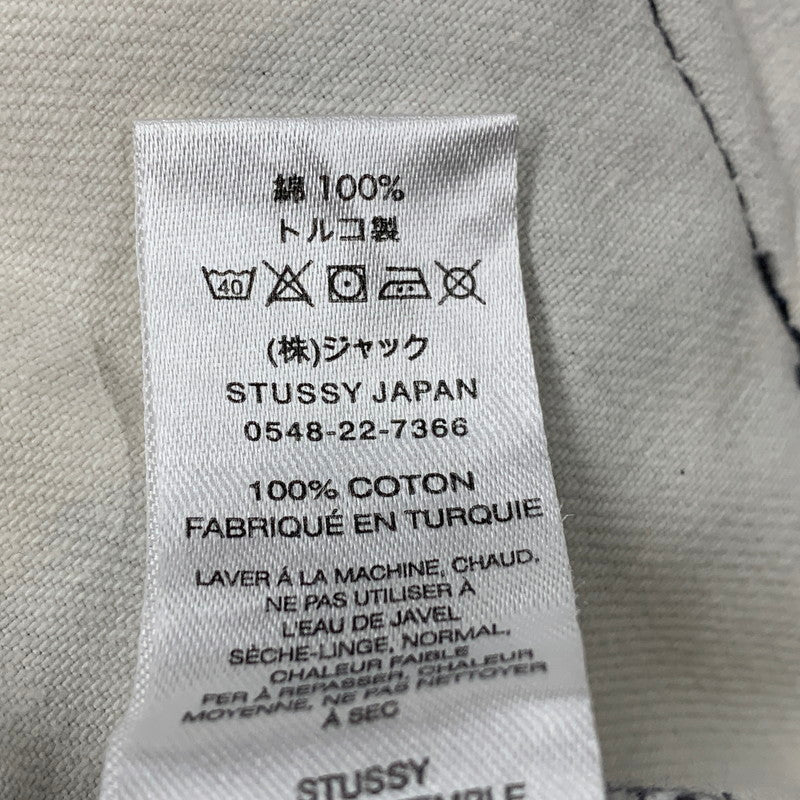 綿 100%
トルコ製
40
(株)ジャック
STUSSY JAPAN
0548-22-7366
100% COTON
FABRIQUÉ EN TURQUIE
LAVER Á LA MACHINE, CHAUD,
NE PAS UTILISER À
L'EAU DE JAVEL
SÈCHE-LINGE, NORMAL,
CHALEUR FAIBLE
FER À REPASSER, CHALEUR
MOYENNE, NE PAS NETTOYER
À SEC
STUSSY